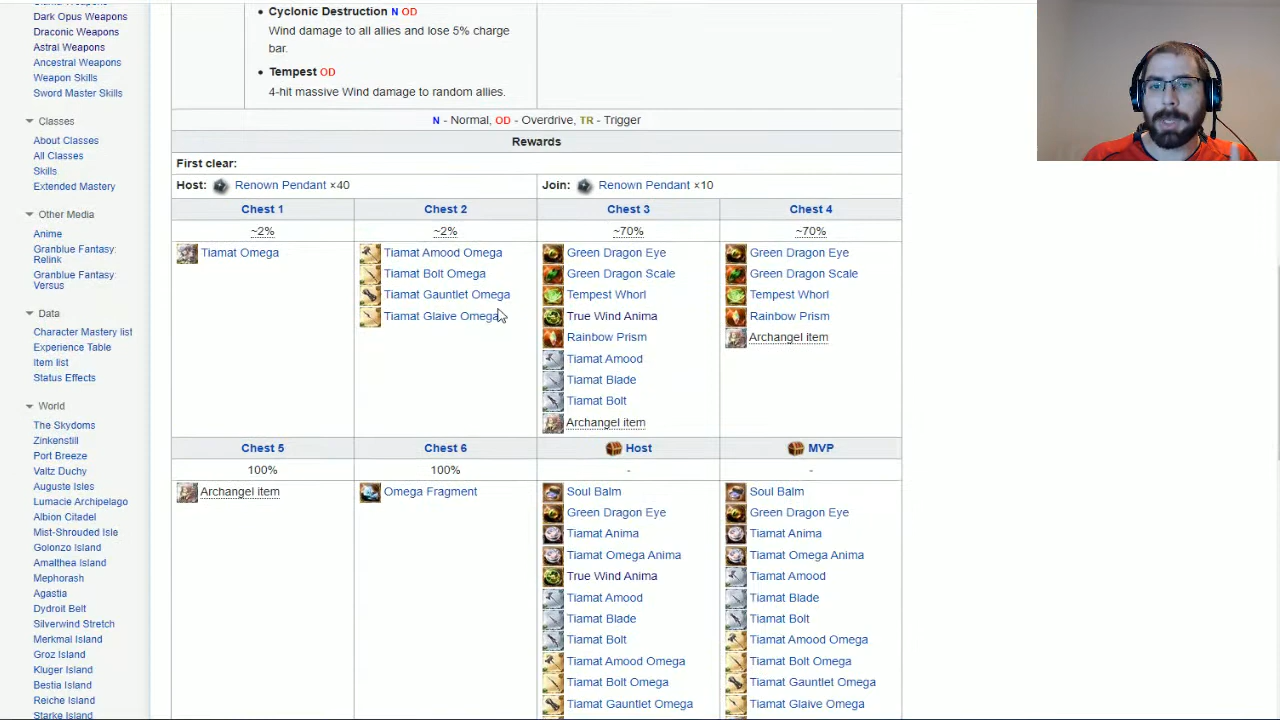 Dark Opus Weapons
Draconic Weapons
Astral Weapons
Ancestral Weapons
Weapon Skills
Sword Master Skills
Classes
About Classes
All Classes
Skills
Extended Mastery
Other Media
Anime
Granblue Fantasy:
Relink
Granblue Fantasy:
Versus
Data
Character Mastery list
Experience Table
Item list
Status Effects
World
The Skydoms
Zinkenstill
Port Breeze
Valtz Duchy
Auguste Isles
Lumacie Archipelago
Albion Citadel
Mist-Shrouded Isle
Golonzo Island
Amalthea Island
Mephorash
Agastia
Dydroit Belt
Silverwind Stretch
Merkmal Island
Groz Island
Kluger Island
Bestia Island
Reiche Island
Starke Island
Cyclonic Destruction N OD
Wind damage to all allies and lose 5% charge
bar.
Tempest OD
4-hit massive Wind damage to random allies.
N - Normal, OD - Overdrive, TR - Trigger
Rewards
First clear:
Host: Renown Pendant ×40
Join: Renown Pendant ×10
Chest 1
~2%
Tiamat Omega
Chest 2
~2%
Tiamat Amood Omega
Tiamat Bolt Omega
Tiamat Gauntlet Omega
Tiamat Glaive Omega
Chest 3
~70%
Green Dragon Eye
Green Dragon Scale
Tempest Whorl
True Wind Anima
Rainbow Prism
Tiamat Amood
Tiamat Blade
Tiamat Bolt
Archangel item
Chest 4
~70%
Green Dragon Eye
Green Dragon Scale
Tempest Whorl
Rainbow Prism
Archangel item
Chest 5
100%
Archangel item
Chest 6
100%
Omega Fragment
Host
-
Soul Balm
Green Dragon Eye
Tiamat Anima
Tiamat Omega Anima
True Wind Anima
Tiamat Amood
Tiamat Blade
Tiamat Bolt
Tiamat Amood Omega
Tiamat Bolt Omega
Tiamat Gauntlet Omega
MVP
-
Soul Balm
Green Dragon Eye
Tiamat Anima
Tiamat Omega Anima
Tiamat Amood
Tiamat Blade
Tiamat Bolt
Tiamat Amood Omega
Tiamat Bolt Omega
Tiamat Gauntlet Omega
Tiamat Glaive Omega